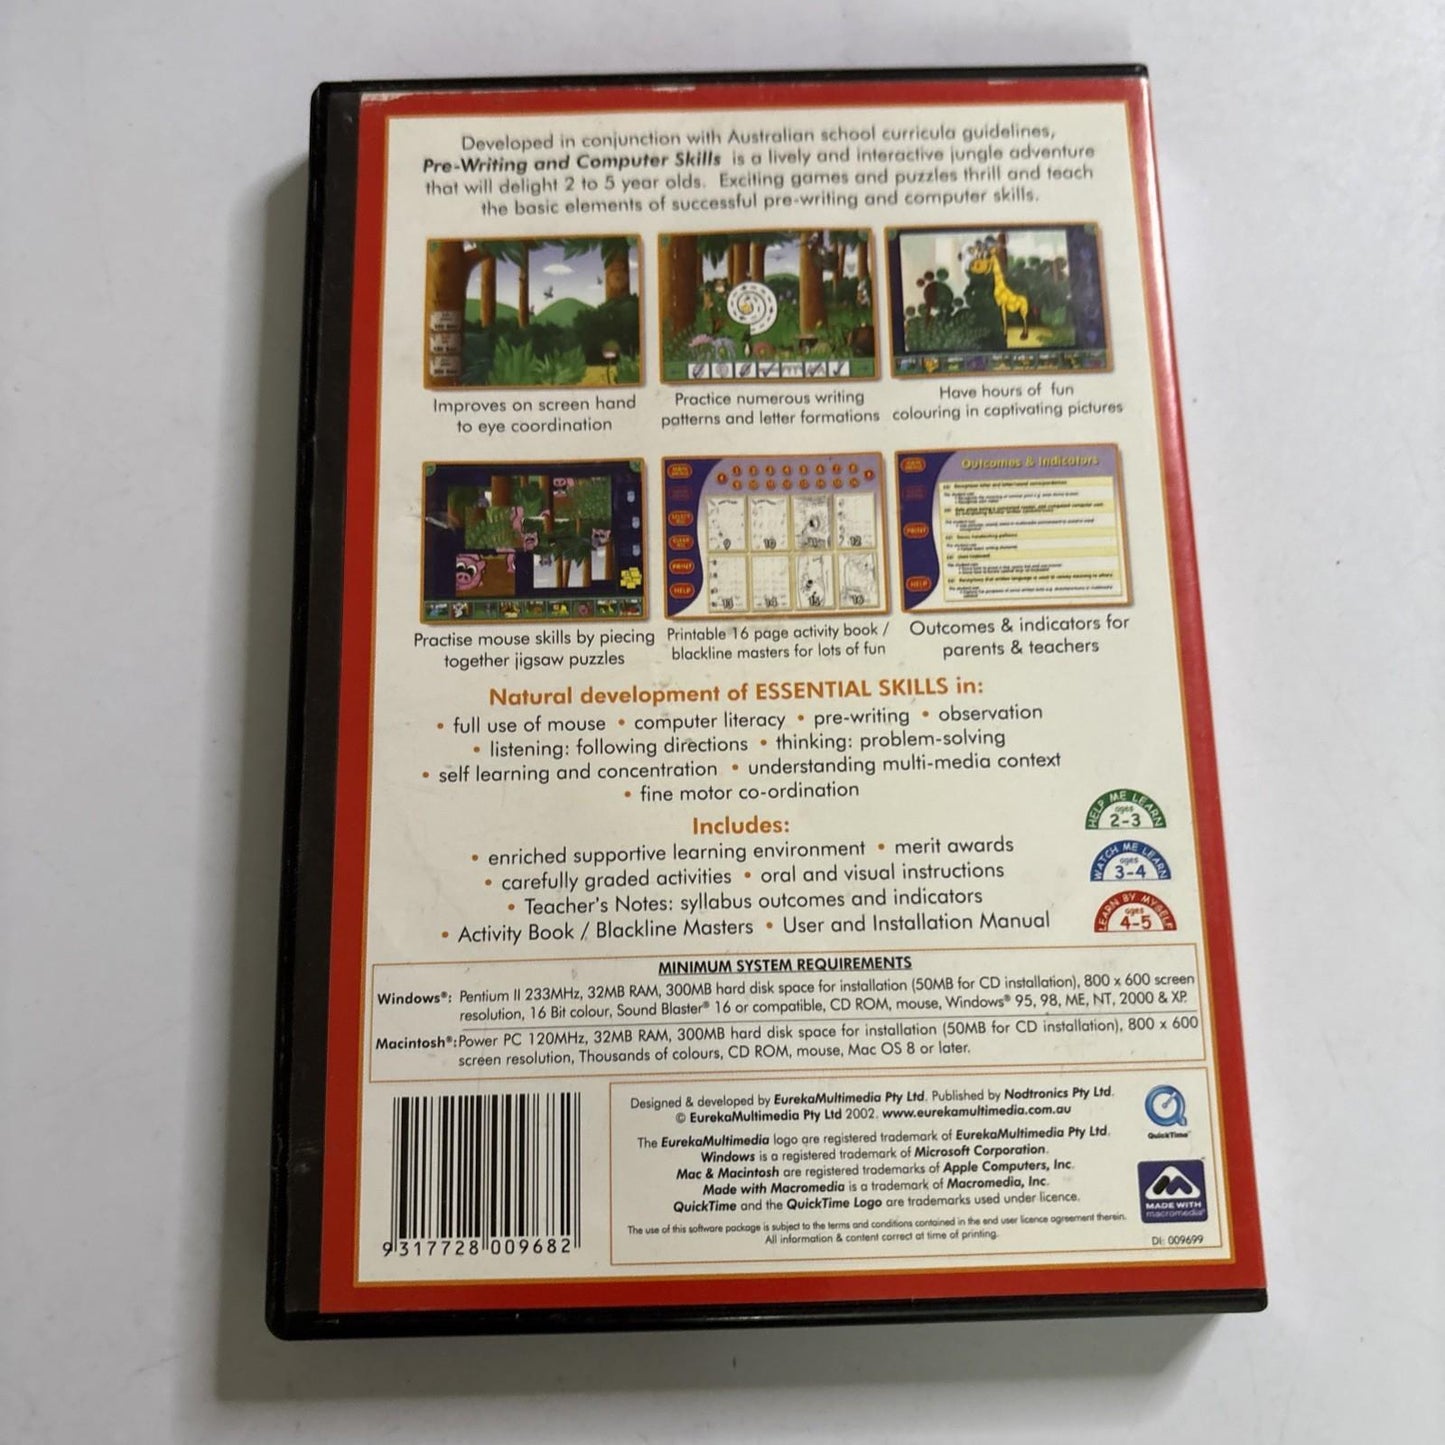 Developed in conjunction with Australian school curricula guidelines,
Pre-Writing and Computer Skills is a lively and interactive jungle adventure
that will delight 2 to 5 year olds. Exciting games and puzzles thrill and teach
the basic elements of successful pre-writing and computer skills.
Improves on screen hand
to eye coordination
Practice numerous writing
patterns and letter formations
Have hours of fun
colouring in captivating pictures
PRINT
HELP
9 10 11 12
13 14 15 16
Outcomes & Indicators
PRINT
HELP
Practise mouse skills by piecing
together jigsaw puzzles
Printable 16 page activity book /
blackline masters for lots of fun
Outcomes & indicators for
parents & teachers
Natural development of ESSENTIAL SKILLS in:
• full use of mouse • computer literacy • pre-writing • observation
• listening: following directions • thinking: problem-solving
• self learning and concentration • understanding multi-media context
• fine motor co-ordination
Includes:
• enriched supportive learning environment • merit awards
• carefully graded activities • oral and visual instructions
• Teacher's Notes: syllabus outcomes and indicators
• Activity Book / Blackline Masters • User and Installation Manual
HELP ME LEARN
ages
2-3
WATCH ME LEARN
ages
3-4
LEARN BY MYSELF
ages
4-5
MINIMUM SYSTEM REQUIREMENTS
Windows®: Pentium II 233MHz, 32MB RAM, 300MB hard disk space for installation (50MB for CD installation), 800 x 600 screen
resolution, 16 Bit colour, Sound Blaster® 16 or compatible, CD ROM, mouse, Windows® 95, 98, ME, NT, 2000 & XP.
Macintosh®: Power PC 120MHz, 32MB RAM, 300MB hard disk space for installation (50MB for CD installation), 800 x 600
screen resolution, Thousands of colours, CD ROM, mouse, Mac OS 8 or later.
9 317728 009682
Designed & developed by EurekaMultimedia Pty Ltd. Published by Nodtronics Pty Ltd.
© EurekaMultimedia Pty Ltd 2002. www.eurekamultimedia.com.au
The EurekaMultimedia logo are registered trademark of EurekaMultimedia Pty Ltd.
Windows is a registered trademark of Microsoft Corporation.
Mac & Macintosh are registered trademarks of Apple Computers, Inc.
Made with Macromedia is a trademark of Macromedia, Inc.
QuickTime and the QuickTime Logo are trademarks used under licence.
The use of this software package is subject to the terms and conditions contained in the end user licence agreement therein.
All information & content correct at time of printing.
QuickTime™
MADE WITH
macromedia®
DI: 009699